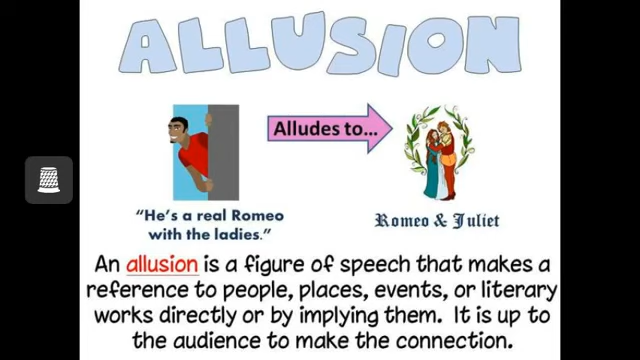 ALLUSION
Alludes to...
"He's a real Romeo
with the ladies."
Romeo & Juliet
An allusion is a figure of speech that makes a
reference to people, places, events, or literary
works directly or by implying them. It is up to
the audience to make the connection.